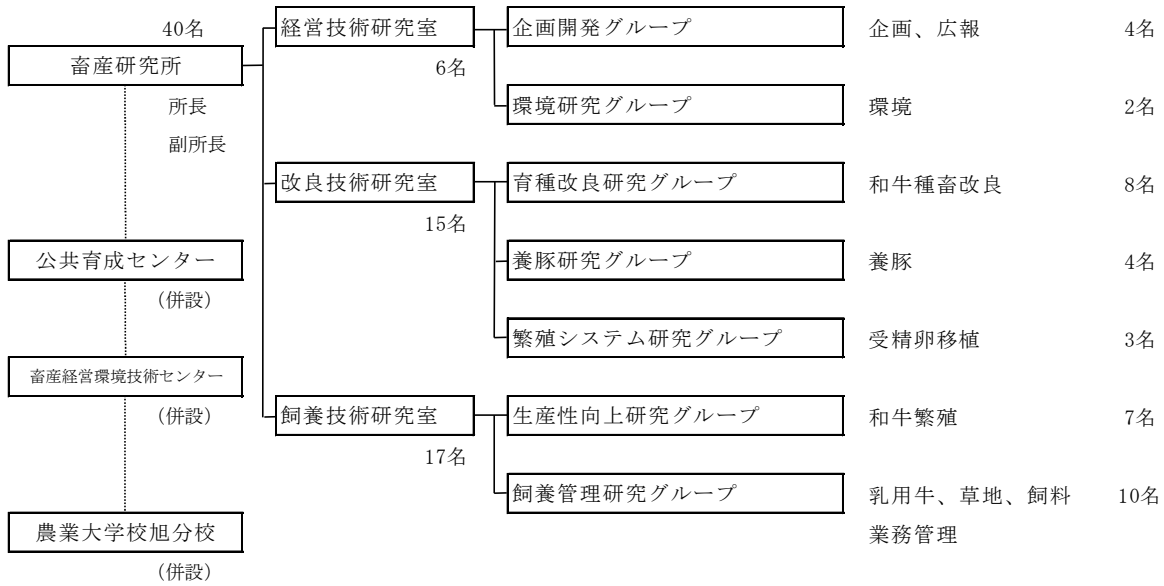 40名
畜産研究所
所長
副所長
公共育成センター
(併設)
畜産経営環境技術センター
(併設)
農業大学校旭分校
(併設)
経営技術研究室
6名
企画開発グループ 企画、広報 4名
環境研究グループ 環境 2名
改良技術研究室
15名
育種改良研究グループ 和牛種畜改良 8名
養豚研究グループ 養豚 4名
繁殖システム研究グループ 受精卵移植 3名
飼養技術研究室
17名
生産性向上研究グループ 和牛繁殖 7名
飼養管理研究グループ 乳用牛、草地、飼料 10名
業務管理